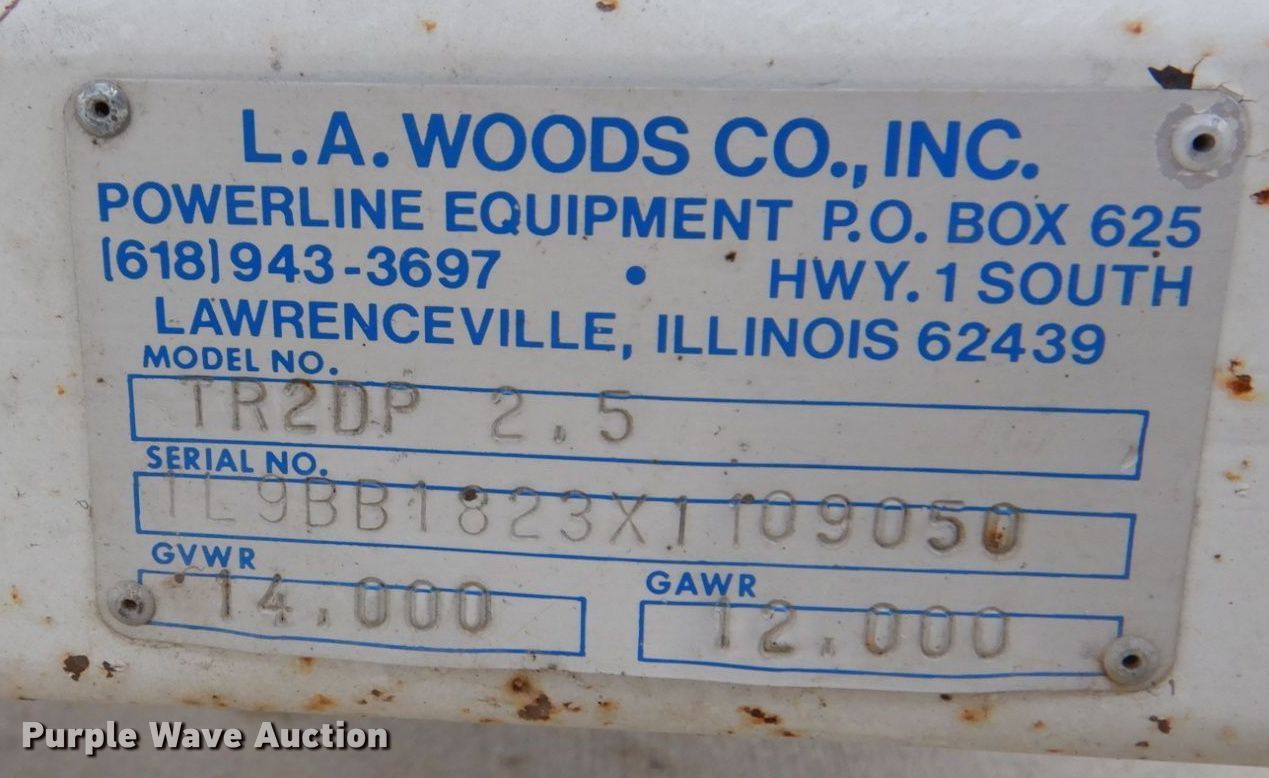 L.A. WOODS CO., INC.
POWERLINE EQUIPMENT P.O. BOX 625
(618) 943-3697 • HWY. 1 SOUTH
LAWRENCEVILLE, ILLINOIS 62439
MODEL NO.
TR2DP 2.5
SERIAL NO.
1L9BB1823X1109050
GVWR GAWR
14,000 12,000
Purple Wave Auction